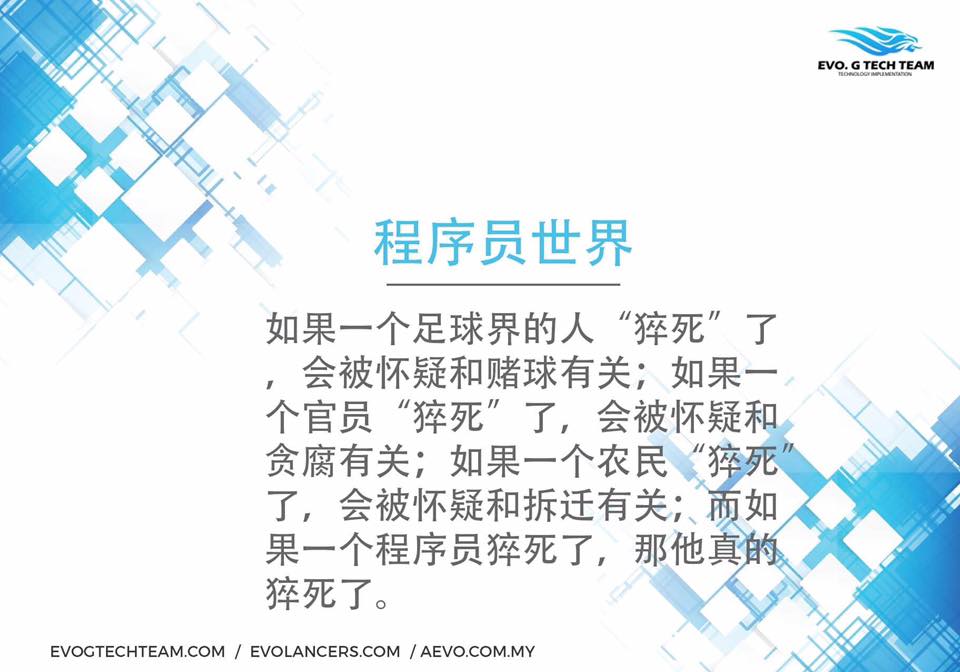 EVO. G TECH TEAM
TECHNOLOGY IMPLEMENTATION
程序员世界
如果一个足球界的人“猝死”了
，会被怀疑和赌球有关；如果一
个官员“猝死”了，会被怀疑和
贪腐有关；如果一个农民“猝死”
了，会被怀疑和拆迁有关；而如
果一个程序员猝死了，那他真的
猝死了。
EVOGTECHTEAM.COM / EVOLANCERS.COM / AEVO.COM.MY